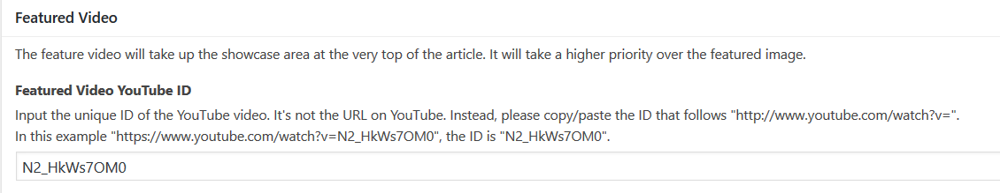 Featured Video
The feature video will take up the showcase area at the very top of the article. It will take a higher priority over the featured image.
Featured Video YouTube ID
Input the unique ID of the YouTube video. It's not the URL on YouTube. Instead, please copy/paste the ID that follows "http://www.youtube.com/watch?v=".
In this example "https://www.youtube.com/watch?v=N2_HkWs7OM0", the ID is "N2_HkWs7OM0".
N2_HkWs7OM0